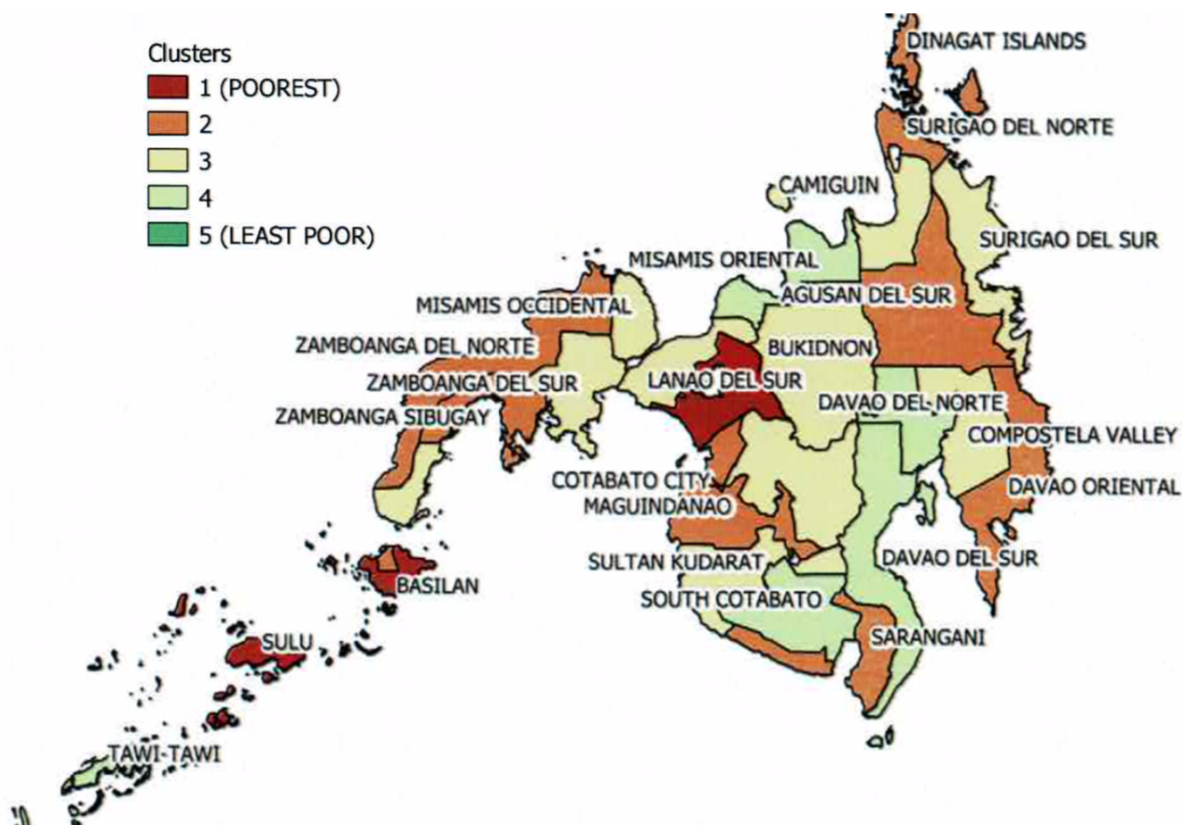 Clusters
1 (POOREST)
2
3
4
5 (LEAST POOR)
DINAGAT ISLANDS
SURIGAO DEL NORTE
CAMIGUIN
SURIGAO DEL SUR
MISAMIS ORIENTAL
AGUSAN DEL SUR
MISAMIS OCCIDENTAL
ZAMBOANGA DEL NORTE
BUKIDNON
ZAMBOANGA DEL SUR
LANAO DEL SUR
ZAMBOANGA SIBUGAY
DAVAO DEL NORTE
COMPOSTELA VALLEY
COTABATO CITY
DAVAO ORIENTAL
MAGUINDANAO
SULTAN KUDARAT
DAVAO DEL SUR
BASILAN
SOUTH COTABATO
SARANGANI
SULU
TAWI-TAWI